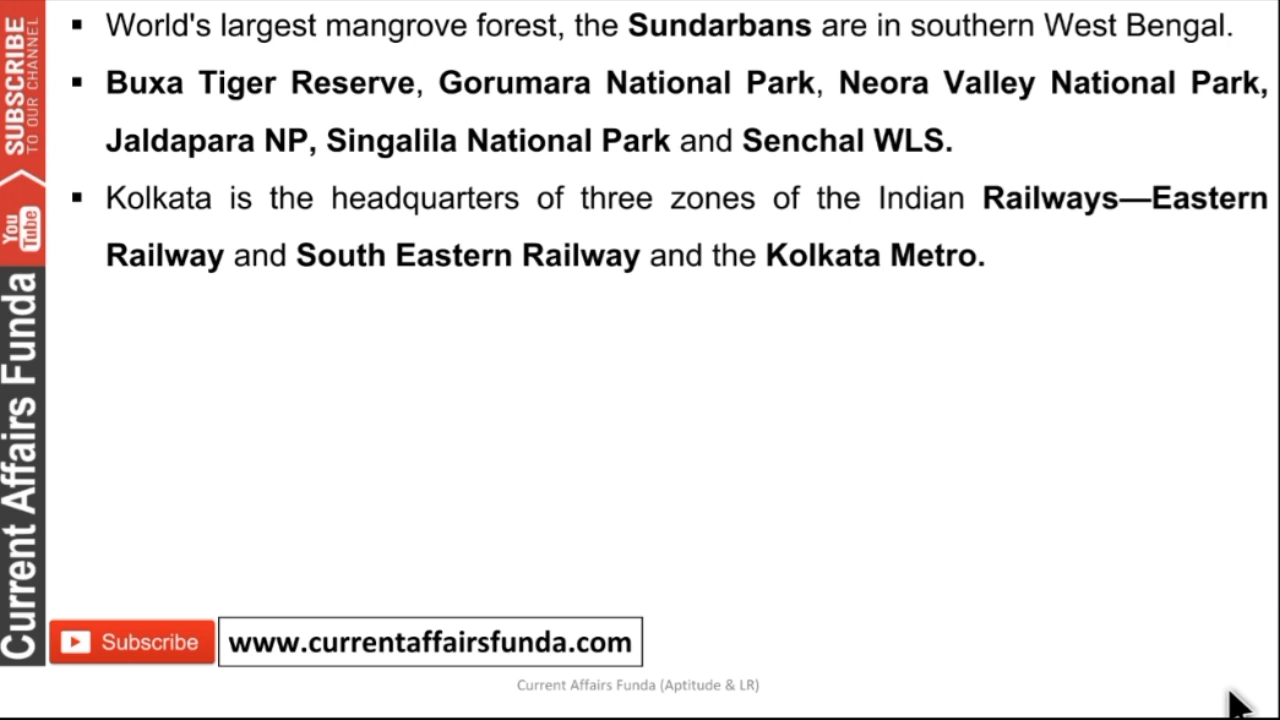 ▪ World's largest mangrove forest, the Sundarbans are in southern West Bengal.
▪ Buxa Tiger Reserve, Gorumara National Park, Neora Valley National Park,
Jaldapara NP, Singalila National Park and Senchal WLS.
▪ Kolkata is the headquarters of three zones of the Indian Railways—Eastern
Railway and South Eastern Railway and the Kolkata Metro.
SUBSCRIBE
TO OUR CHANNEL
You
Tube
Current Affairs Funda
Subscribe
www.currentaffairsfunda.com
Current Affairs Funda (Aptitude & LR)